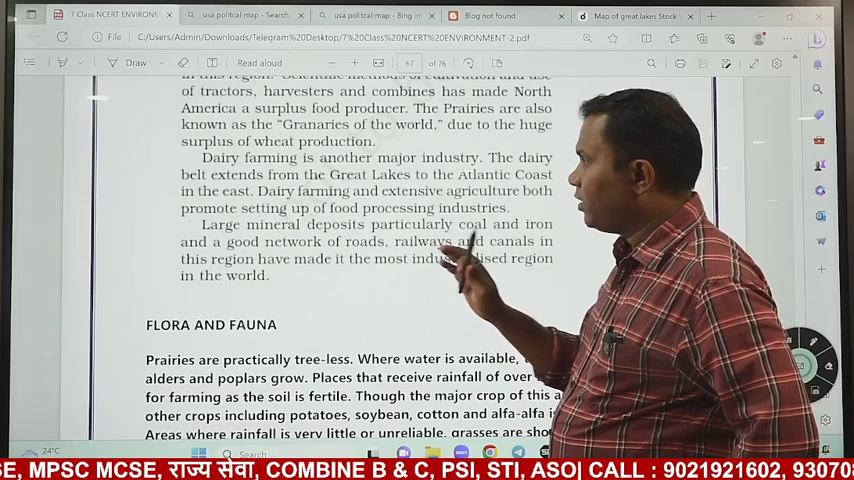 7 Class NCERT ENVIRONM
usa politcal map - Search
usa politcal map - Bing Im
Blog not found
Map of great lakes Stock V
File
C:/Users/Admin/Downloads/Telegram%20Desktop/7%20Class%20NCERT%20ENVIRONMENT-2.pdf
Draw
Read aloud
67 of 76
in this region. Scientific methods of cultivation and use
of tractors, harvesters and combines has made North
America a surplus food producer. The Prairies are also
known as the “Granaries of the world,” due to the huge
surplus of wheat production.
Dairy farming is another major industry. The dairy
belt extends from the Great Lakes to the Atlantic Coast
in the east. Dairy farming and extensive agriculture both
promote setting up of food processing industries.
Large mineral deposits particularly coal and iron
and a good network of roads, railways and canals in
this region have made it the most industrialised region
in the world.
FLORA AND FAUNA
Prairies are practically tree-less. Where water is available,
alders and poplars grow. Places that receive rainfall of over
for farming as the soil is fertile. Though the major crop of this a
other crops including potatoes, soybean, cotton and alfa-alfa i
Areas where rainfall is very little or unreliable, grasses are sho
24°C
Search
SE, MPSC MCSE, राज्य सेवा, COMBINE B & C, PSI, STI, ASO| CALL : 9021921602, 93070